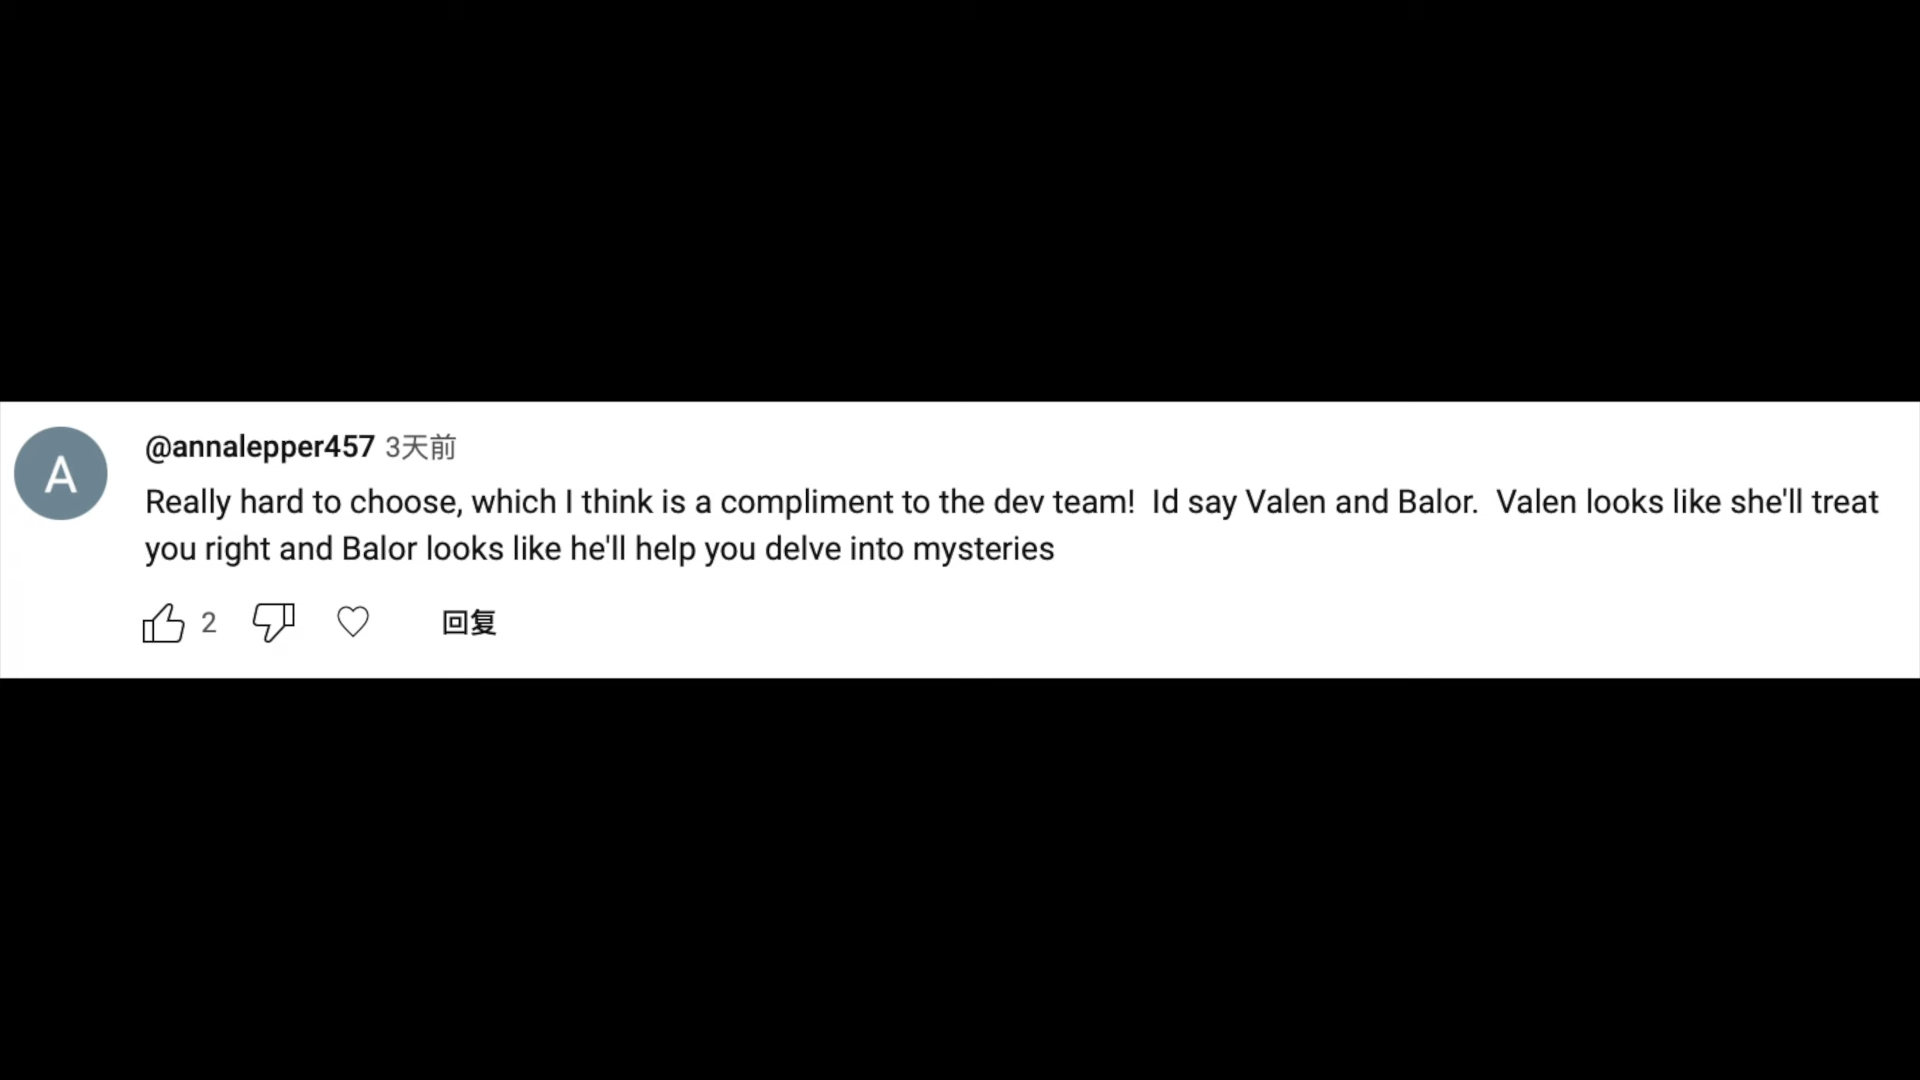 A
@annalepper457 3天前
Really hard to choose, which I think is a compliment to the dev team!  Id say Valen and Balor.  Valen looks like she'll treat
you right and Balor looks like he'll help you delve into mysteries
2 回复